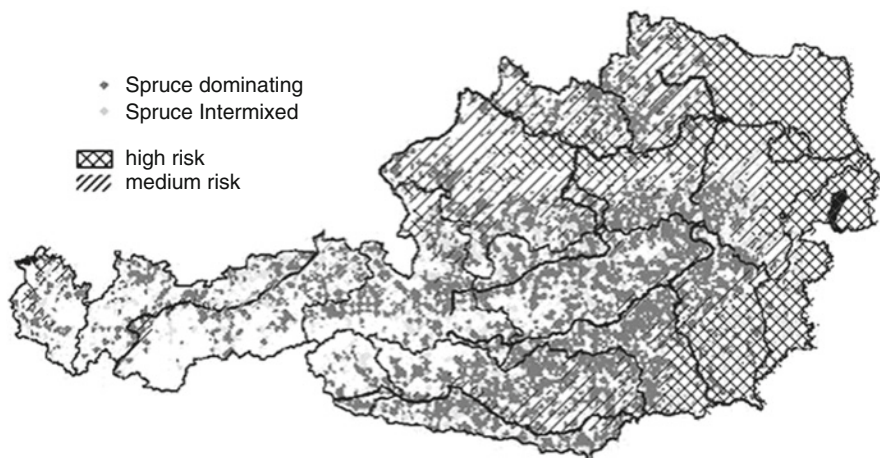 Spruce dominating
Spruce Intermixed
high risk
medium risk